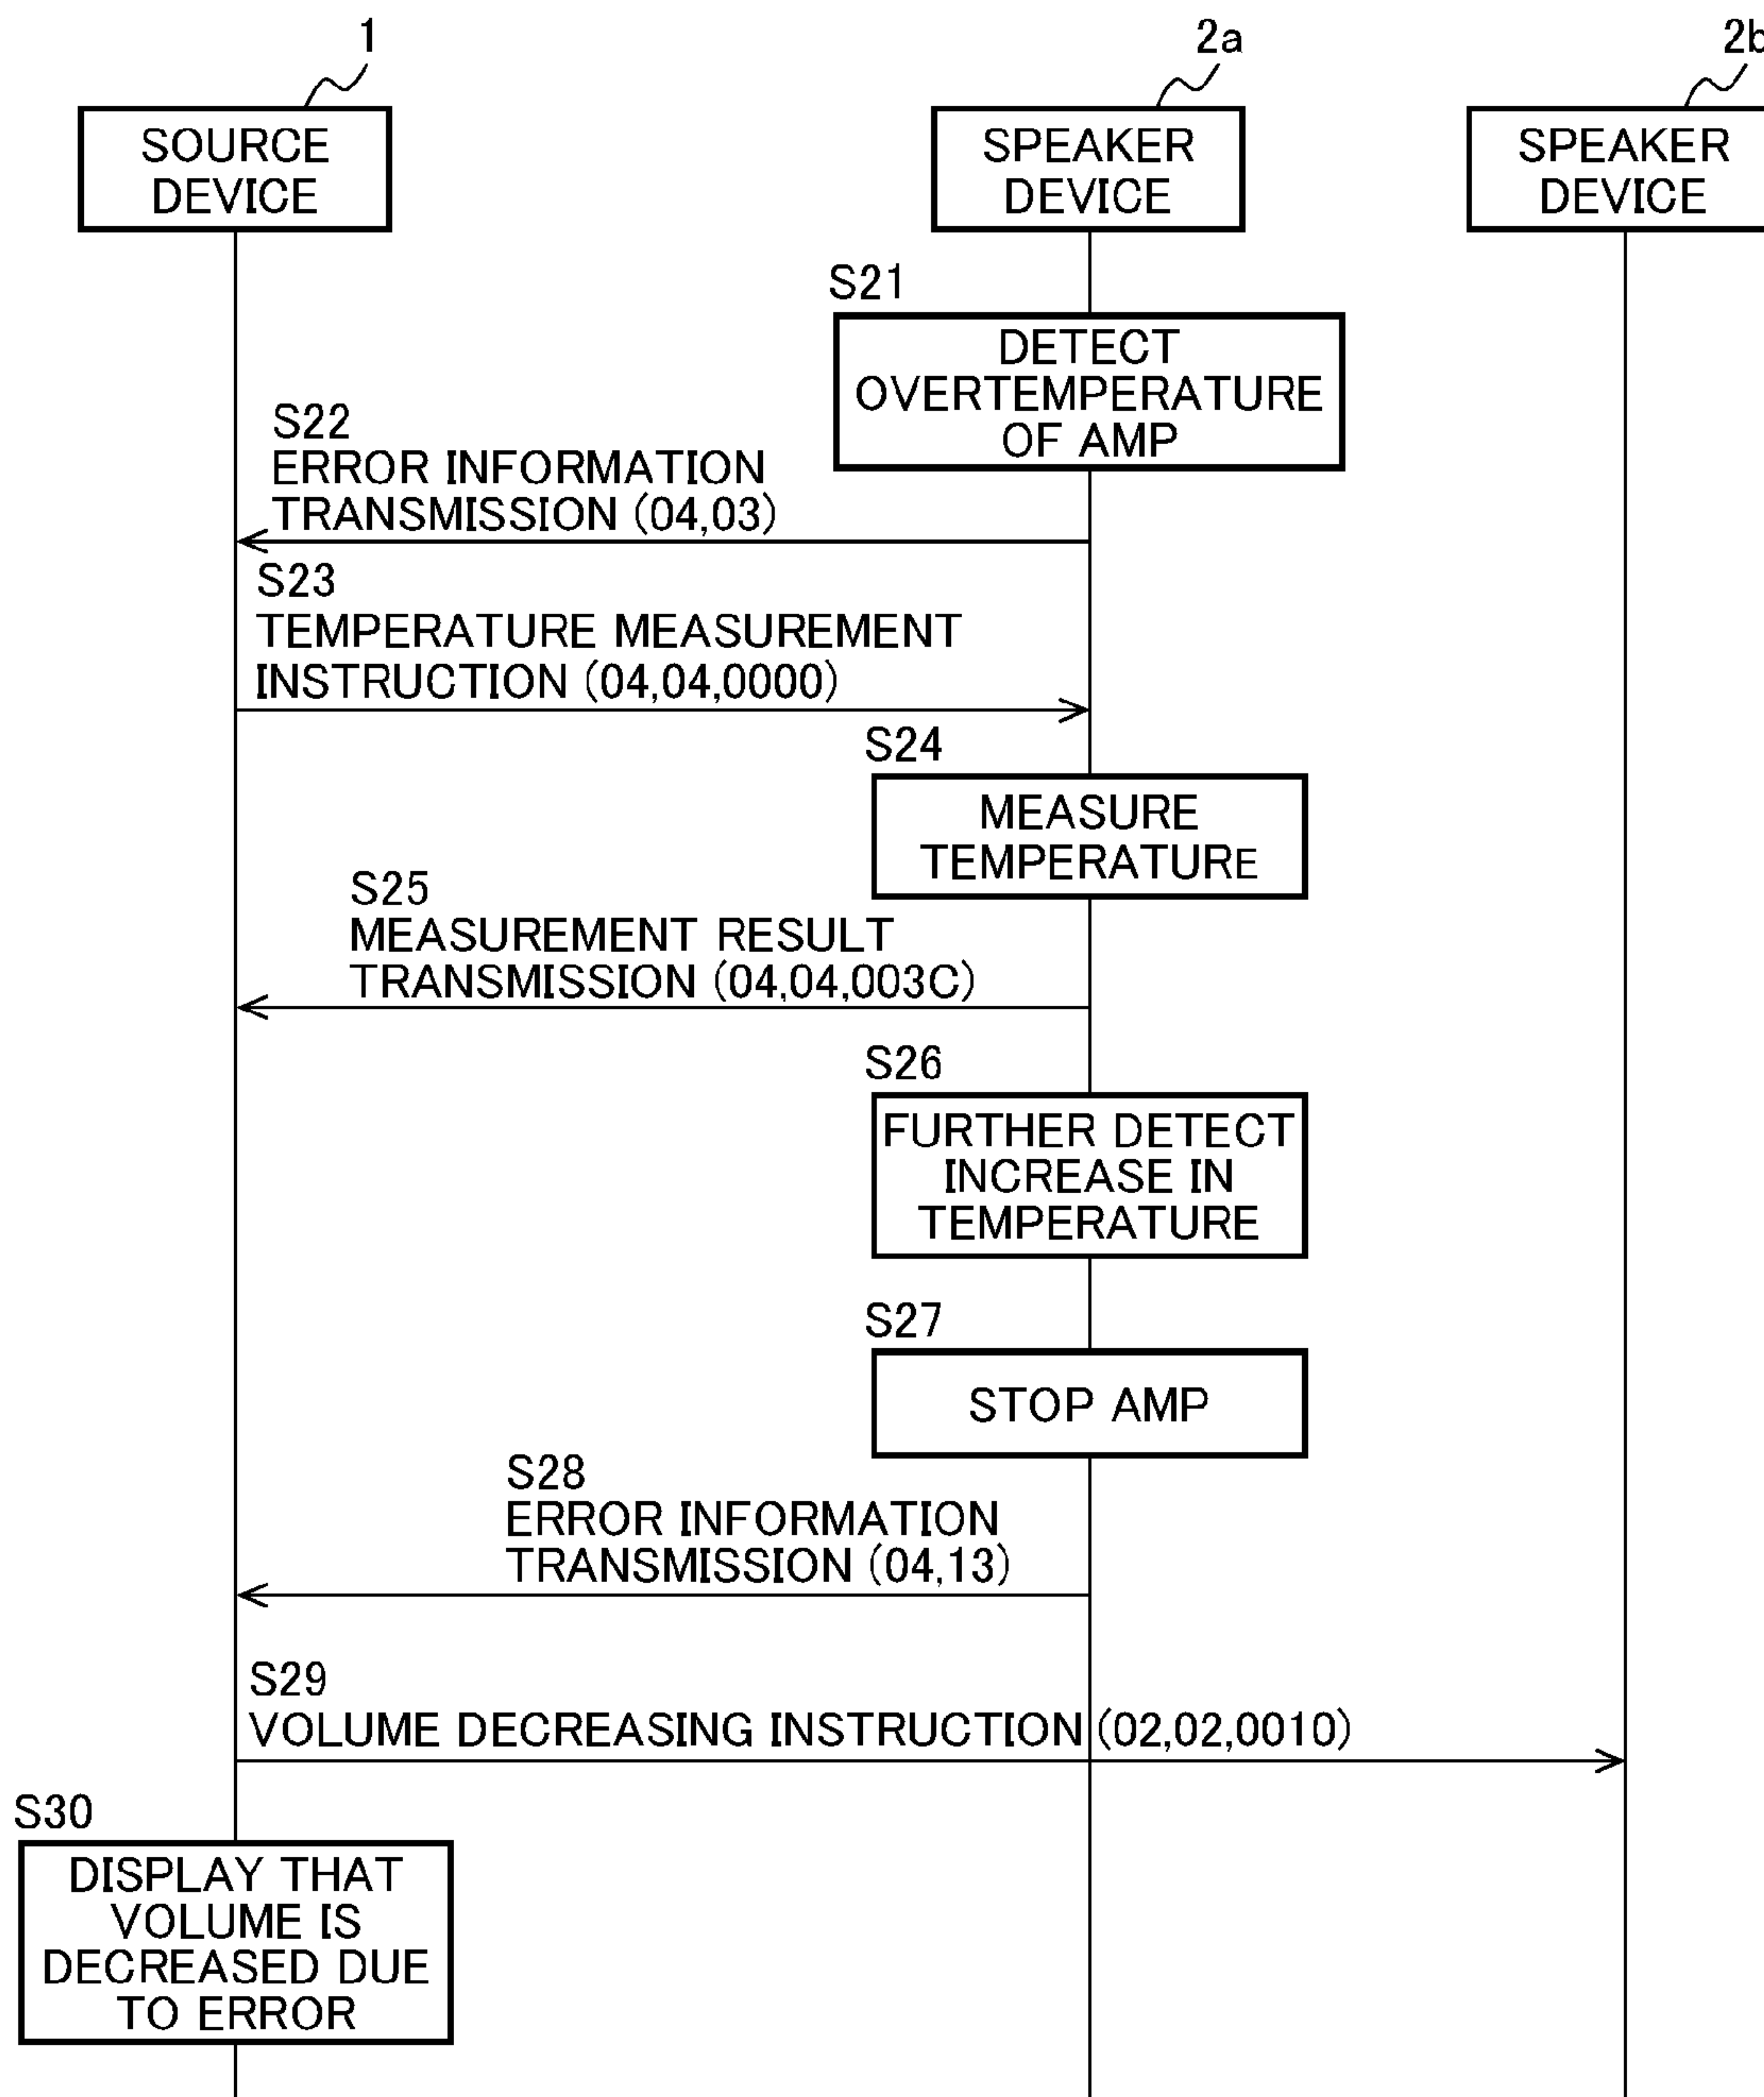 1
2a
2b
SOURCE
DEVICE
SPEAKER
DEVICE
SPEAKER
DEVICE
S21
DETECT
OVERTEMPERATURE
OF AMP
S22
ERROR INFORMATION
TRANSMISSION (04,03)
S23
TEMPERATURE MEASUREMENT
INSTRUCTION (04,04,0000)
S24
MEASURE
TEMPERATURE
S25
MEASUREMENT RESULT
TRANSMISSION (04,04,003C)
S26
FURTHER DETECT
INCREASE IN
TEMPERATURE
S27
STOP AMP
S28
ERROR INFORMATION
TRANSMISSION (04,13)
S29
VOLUME DECREASING INSTRUCTION (02,02,0010)
S30
DISPLAY THAT
VOLUME IS
DECREASED DUE
TO ERROR